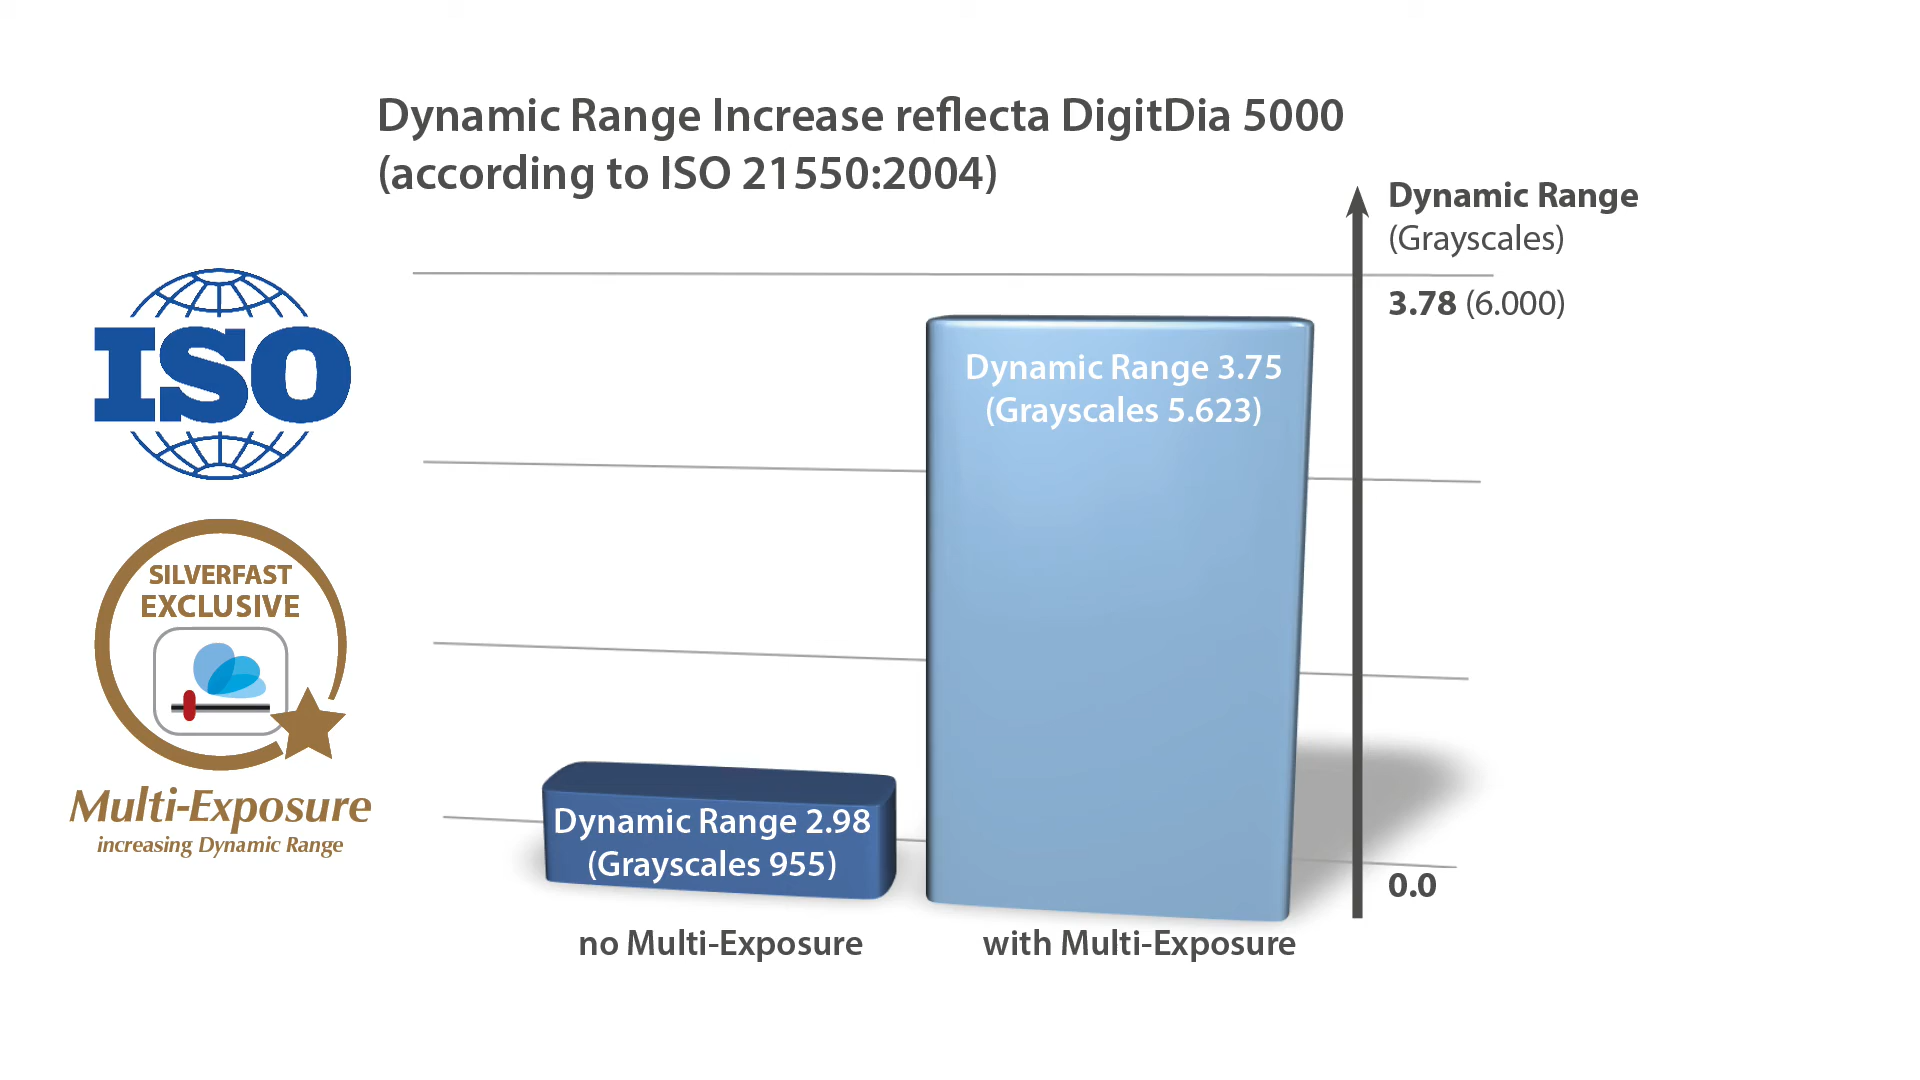 Dynamic Range Increase reflecta DigitDia 5000
(according to ISO 21550:2004)
Dynamic Range
(Grayscales)
3.78 (6.000)
ISO
Dynamic Range 3.75
(Grayscales 5.623)
SILVERFAST
EXCLUSIVE
Multi-Exposure
increasing Dynamic Range
Dynamic Range 2.98
(Grayscales 955)
0.0
no Multi-Exposure
with Multi-Exposure